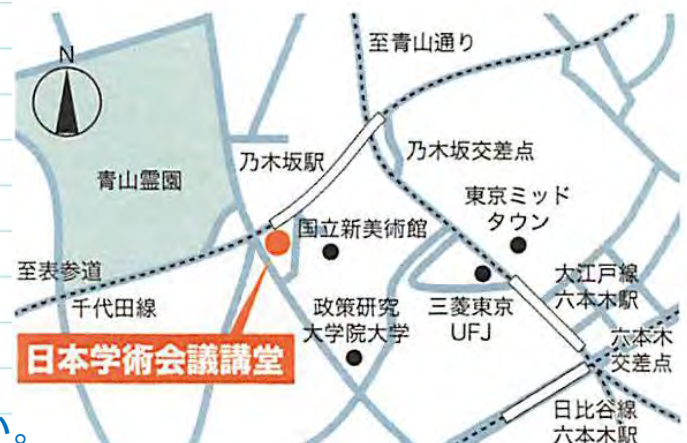 至青山通り
N
乃木坂駅
乃木坂交差点
青山霊園
東京ミッド
タウン
国立新美術館
至表参道
千代田線
大江戸線
六本木駅
政策研究
大学院大学
三菱東京
UFJ
六本木
交差点
日本学術会議講堂
日比谷線
六本木駅
い。